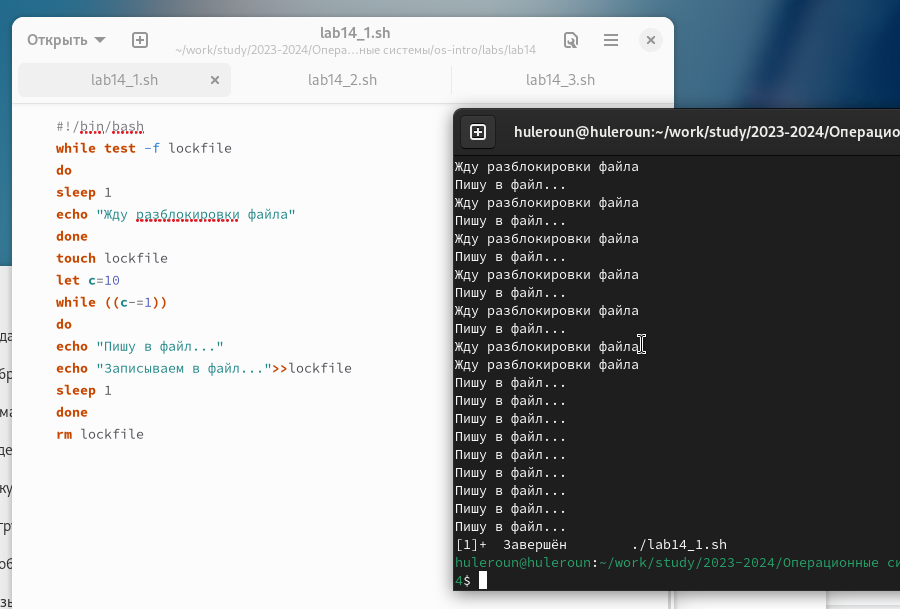 Открыть
lab14_1.sh
~/work/study/2023-2024/Опера...ные системы/os-intro/labs/lab14
lab14_1.sh
lab14_2.sh
lab14_3.sh
#!/bin/bash
while test -f lockfile
do
sleep 1
echo "Жду разблокировки файла"
done
touch lockfile
let c=10
while ((c-=1))
do
echo "Пишу в файл..."
echo "Записываем в файл...">>lockfile
sleep 1
done
rm lockfile
huleroun@huleroun:~/work/study/2023-2024/Операцио
Жду разблокировки файла
Пишу в файл...
Жду разблокировки файла
Пишу в файл...
Жду разблокировки файла
Пишу в файл...
Жду разблокировки файла
Пишу в файл...
Жду разблокировки файла
Пишу в файл...
Жду разблокировки файла
Жду разблокировки файла
Пишу в файл...
Пишу в файл...
Пишу в файл...
Пишу в файл...
Пишу в файл...
Пишу в файл...
Пишу в файл...
Пишу в файл...
Пишу в файл...
[1]+  Завершён        ./lab14_1.sh
huleroun@huleroun:~/work/study/2023-2024/Операционные си
4$